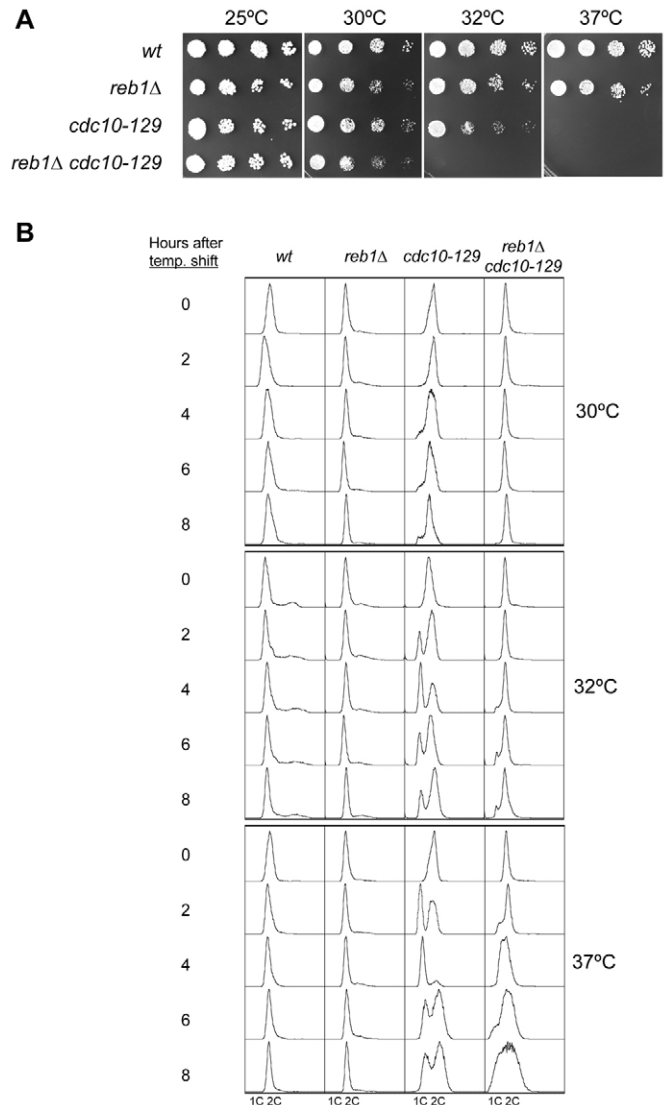 A
25ºC 30ºC 32ºC 37ºC
wt
reb1Δ
cdc10-129
reb1Δ cdc10-129
B
Hours after
temp. shift
wt reb1Δ cdc10-129 reb1Δ
cdc10-129
0
2
4
6
8
30ºC
0
2
4
6
8
32ºC
0
2
4
6
8
37ºC
1C 2C 1C 2C 1C 2C 1C 2C